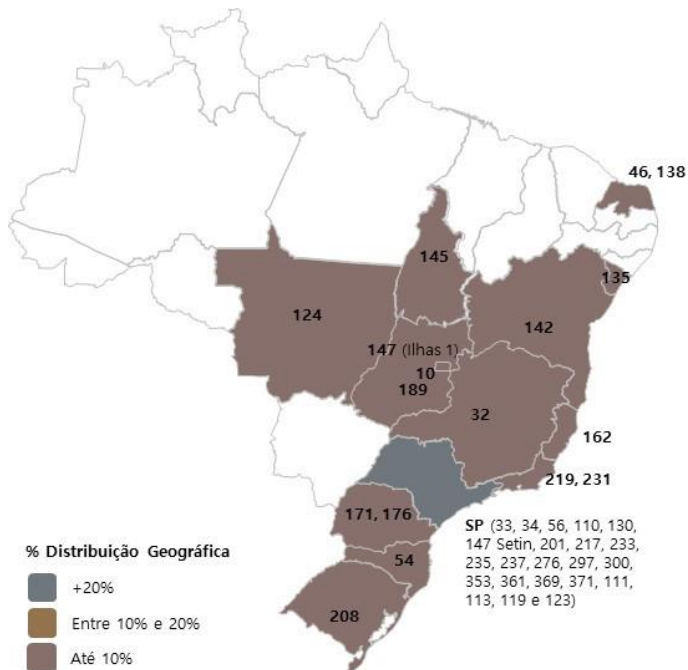 46, 138
145
135
124
142
147 (Ilhas 1)
10
189
32
162
219, 231
171, 176
SP (33, 34, 56, 110, 130,
147 Setin, 201, 217, 233,
235, 237, 276, 297, 300,
353, 361, 369, 371, 111,
113, 119 e 123)
54
208
% Distribuição Geográfica
+20%
Entre 10% e 20%
Até 10%